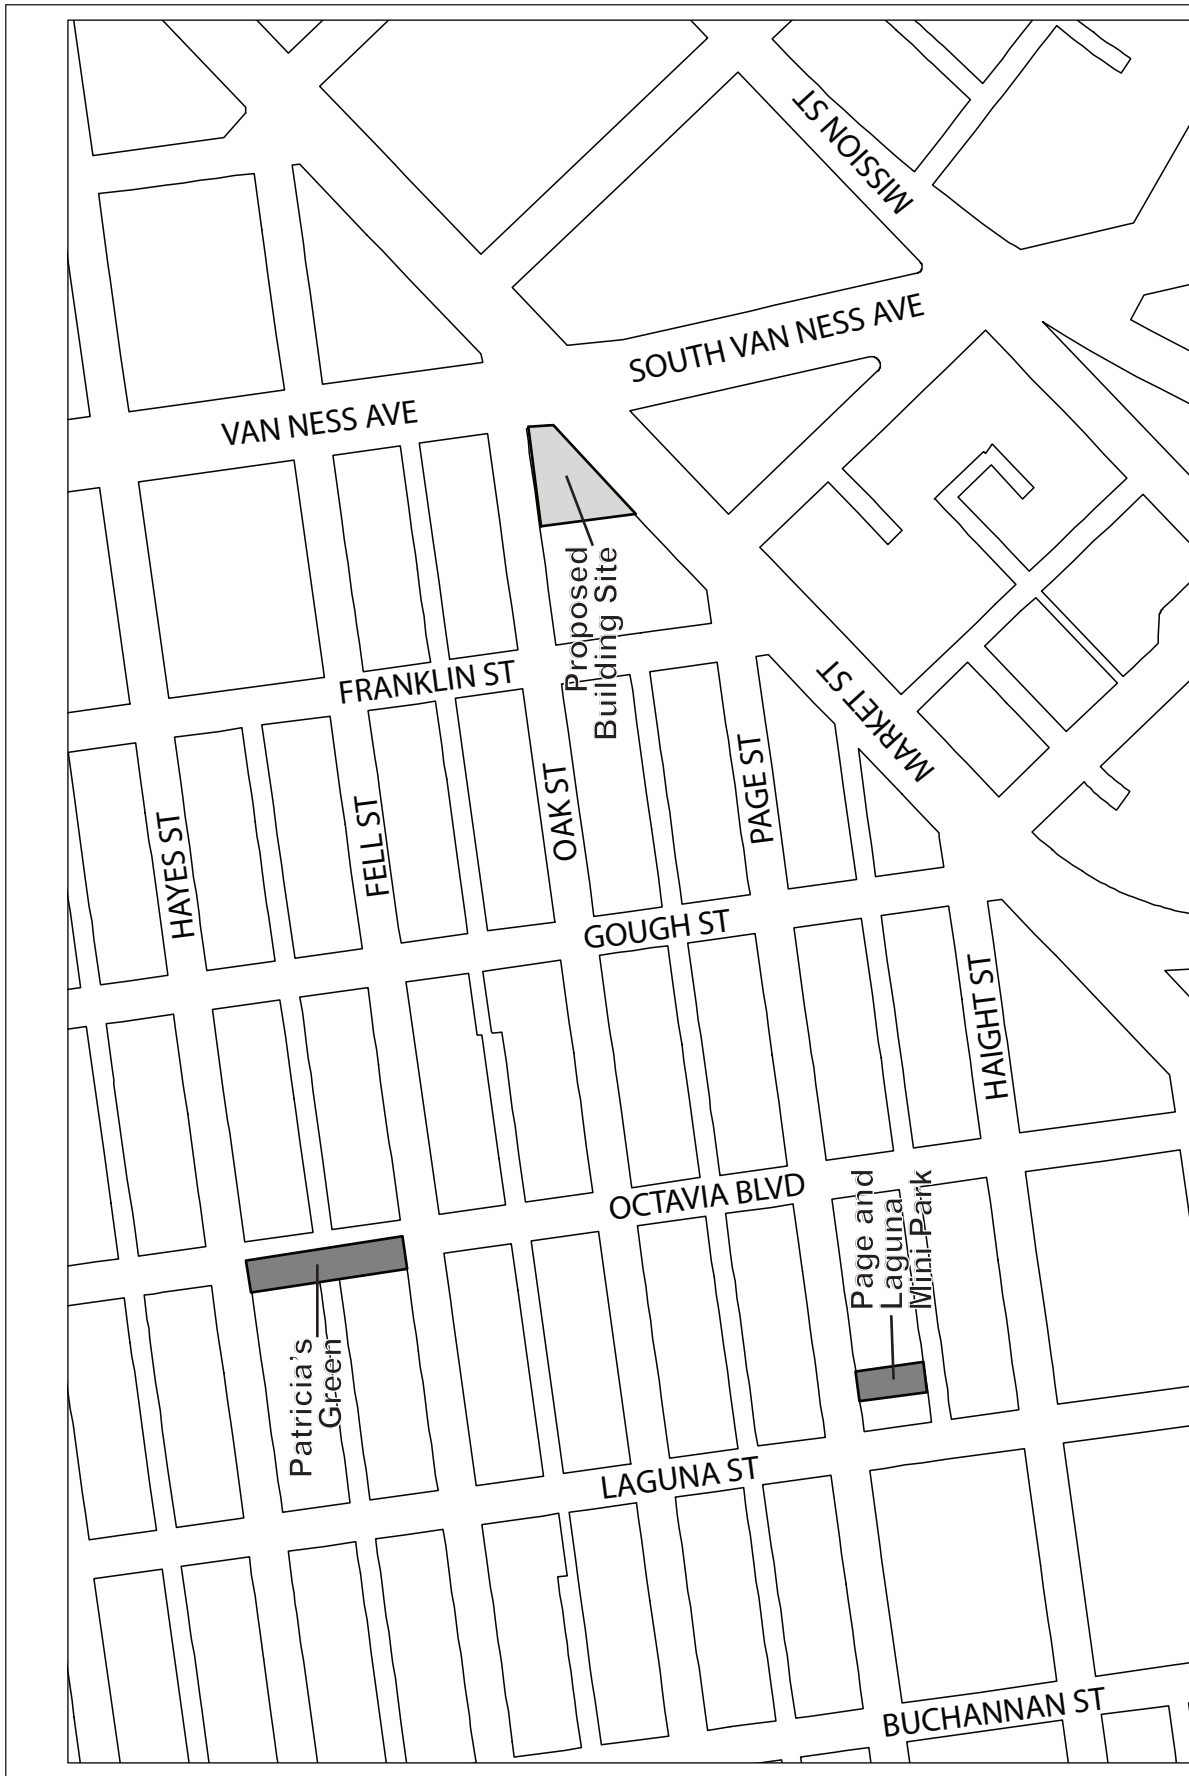 MISSION ST
SOUTH VAN NESS AVE
VAN NESS AVE
Proposed
Building Site
FRANKLIN ST
MARKET ST
HAYES ST
FELL ST
OAK ST
PAGE ST
GOUGH ST
HAIGHT ST
OCTAVIA BLVD
Page and
Laguna
Mini-Park
Patricia's
Green
LAGUNA ST
BUCHANNAN ST